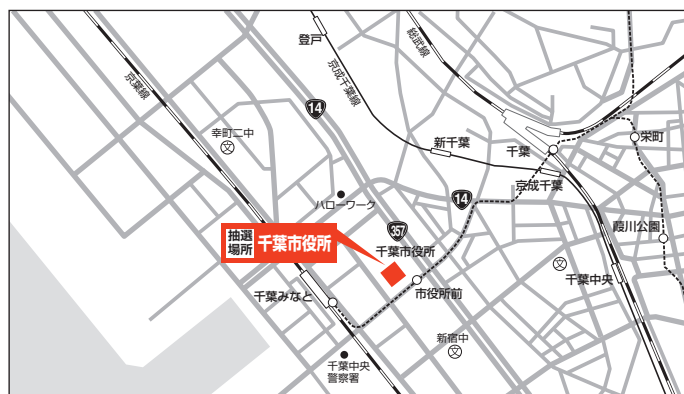 登戸
総武線
京成千葉線
京葉線
14
幸町二中
文
新千葉
千葉
栄町
京成千葉
ハローワーク
14
葭川公園
抽選
場所
千葉市役所
357
千葉市役所
文
千葉中央
千葉みなと
市役所前
新宿中
文
千葉中央
警察署